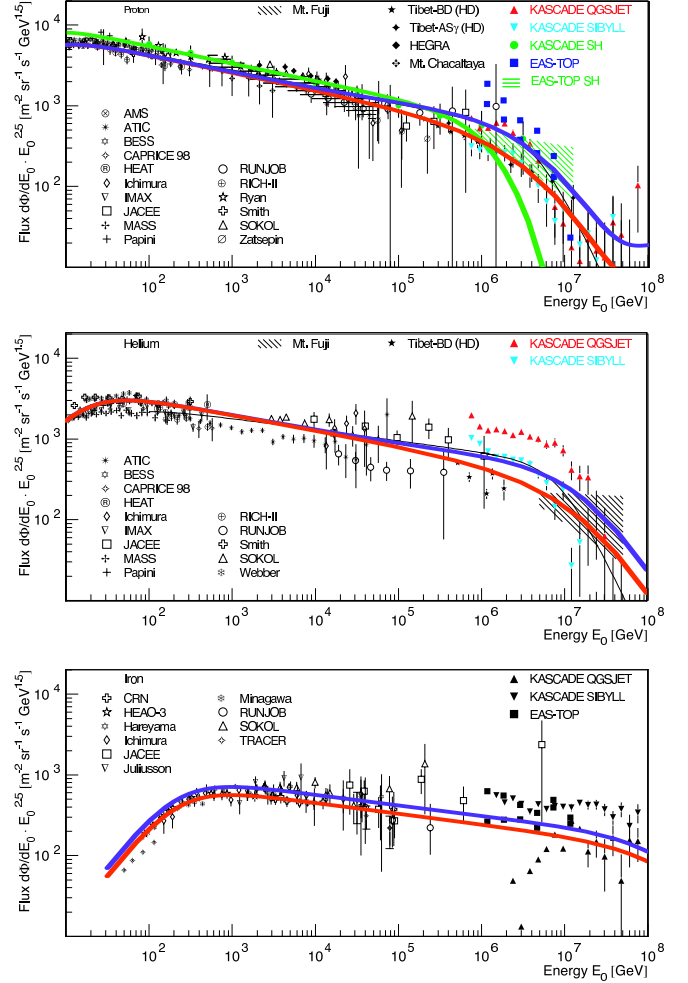 Proton
Mt. Fuji
Tibet-BD (HD)
KASCADE QGSJET
Tibet-ASγ (HD)
KASCADE SIBYLL
HEGRA
KASCADE SH
Mt. Chacaltaya
EAS-TOP
EAS-TOP SH
AMS
ATIC
BESS
CAPRICE 98
HEAT
RUNJOB
Ichimura
RICH-II
IMAX
Ryan
JACEE
Smith
MASS
SOKOL
Papini
Zatsepin
Flux dΦ/dE₀ · E₀^2.5 [m^-2 sr^-1 s^-1 GeV^1.5]
10^4
10^3
10^2
10^2 10^3 10^4 10^5 10^6 10^7 10^8
Energy E₀ [GeV]
Helium
Mt. Fuji
Tibet-BD (HD)
KASCADE QGSJET
KASCADE SIBYLL
ATIC
BESS
CAPRICE 98
HEAT
Ichimura
RICH-II
IMAX
RUNJOB
JACEE
Smith
MASS
SOKOL
Papini
Webber
Flux dΦ/dE₀ · E₀^2.5 [m^-2 sr^-1 s^-1 GeV^1.5]
10^4
10^3
10^2
10^2 10^3 10^4 10^5 10^6 10^7 10^8
Energy E₀ [GeV]
Iron
KASCADE QGSJET
CRN
Minagawa
KASCADE SIBYLL
HEAO-3
RUNJOB
EAS-TOP
Hareyama
SOKOL
Ichimura
TRACER
JACEE
Juliusson
Flux dΦ/dE₀ · E₀^2.5 [m^-2 sr^-1 s^-1 GeV^1.5]
10^4
10^3
10^2
10^2 10^3 10^4 10^5 10^6 10^7 10^8
Energy E₀ [GeV]